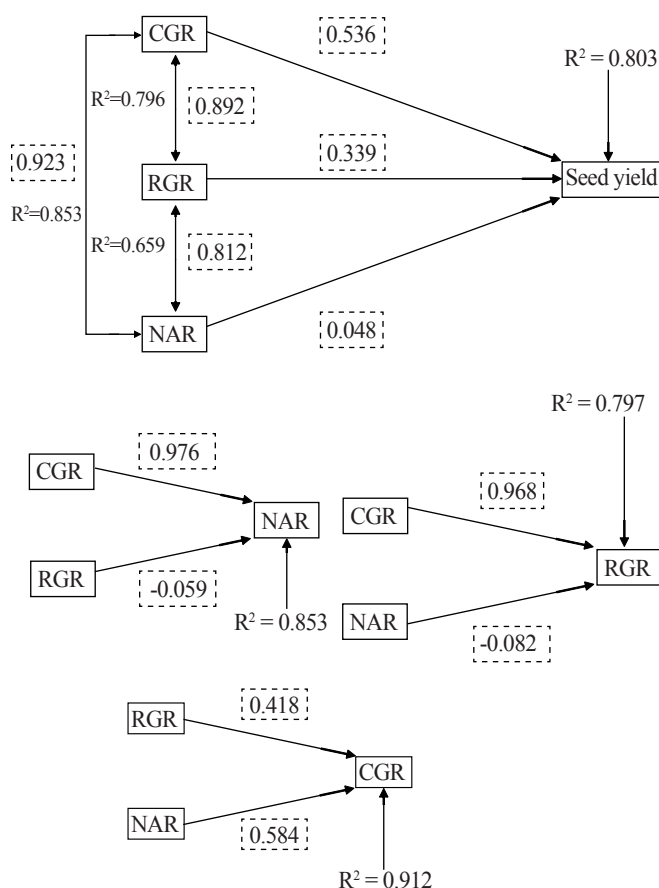 CGR
0.536
R² = 0.803
R²=0.796
0.892
0.923
0.339
RGR
Seed yield
R²=0.853
R²=0.659
0.812
NAR
0.048
R² = 0.797
0.976
CGR
0.968
NAR
CGR
RGR
RGR
-0.059
R² = 0.853
NAR
-0.082
0.418
RGR
CGR
NAR
0.584
R² = 0.912